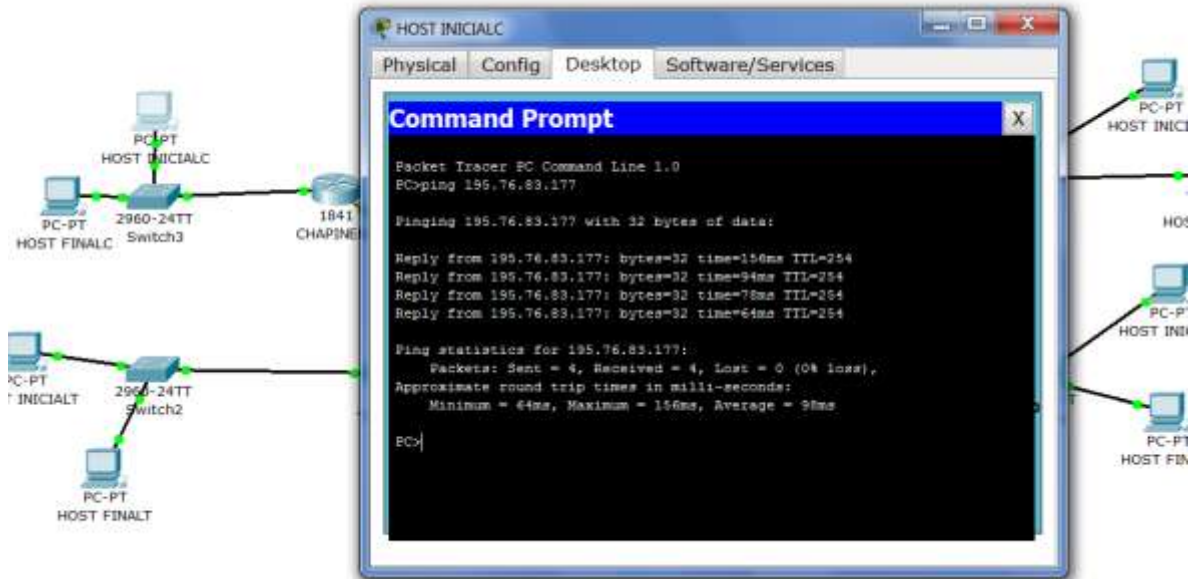 HOST INICIALC
Physical Config Desktop Software/Services
Command Prompt
X
Packet Tracer PC Command Line 1.0
PC>ping 195.76.83.177
Pinging 195.76.83.177 with 32 bytes of data:
Reply from 195.76.83.177: bytes=32 time=156ms TTL=254
Reply from 195.76.83.177: bytes=32 time=94ms TTL=254
Reply from 195.76.83.177: bytes=32 time=78ms TTL=254
Reply from 195.76.83.177: bytes=32 time=64ms TTL=254
Ping statistics for 195.76.83.177:
Packets: Sent = 4, Received = 4, Lost = 0 (0% loss),
Approximate round trip times in milli-seconds:
Minimum = 64ms, Maximum = 156ms, Average = 98ms
PC>
PC-PT
HOST INICIALC
PC-PT
HOST FINALC
2960-24TT
Switch3
1841
CHAPINE
PC-PT
INICIALT
2960-24TT
Switch2
PC-PT
HOST FINALT
PC-PT
HOST INICI
HOS
PC-P
HOST INI
PC-PT
HOST FIN